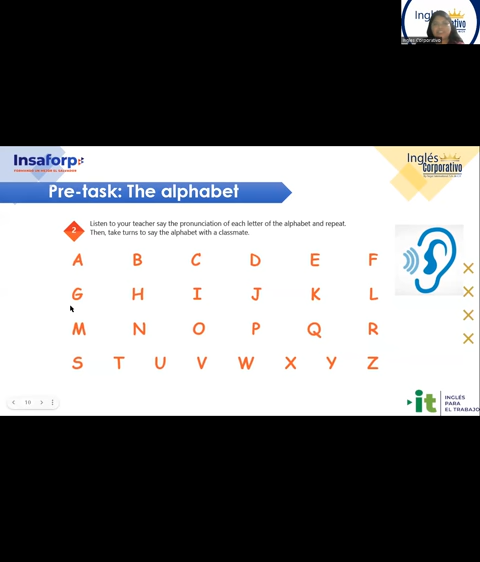 Inglés Corporativo
Insaforp
Inglés
Corporativo
Pre-task: The alphabet
2
Listen to your teacher say the pronunciation of each letter of the alphabet and repeat.
Then, take turns to say the alphabet with a classmate.
A B C D E F
G H I J K L
M N O P Q R
S T U V W X Y Z
10
it
INGLÉS
PARA
EL TRABAJO